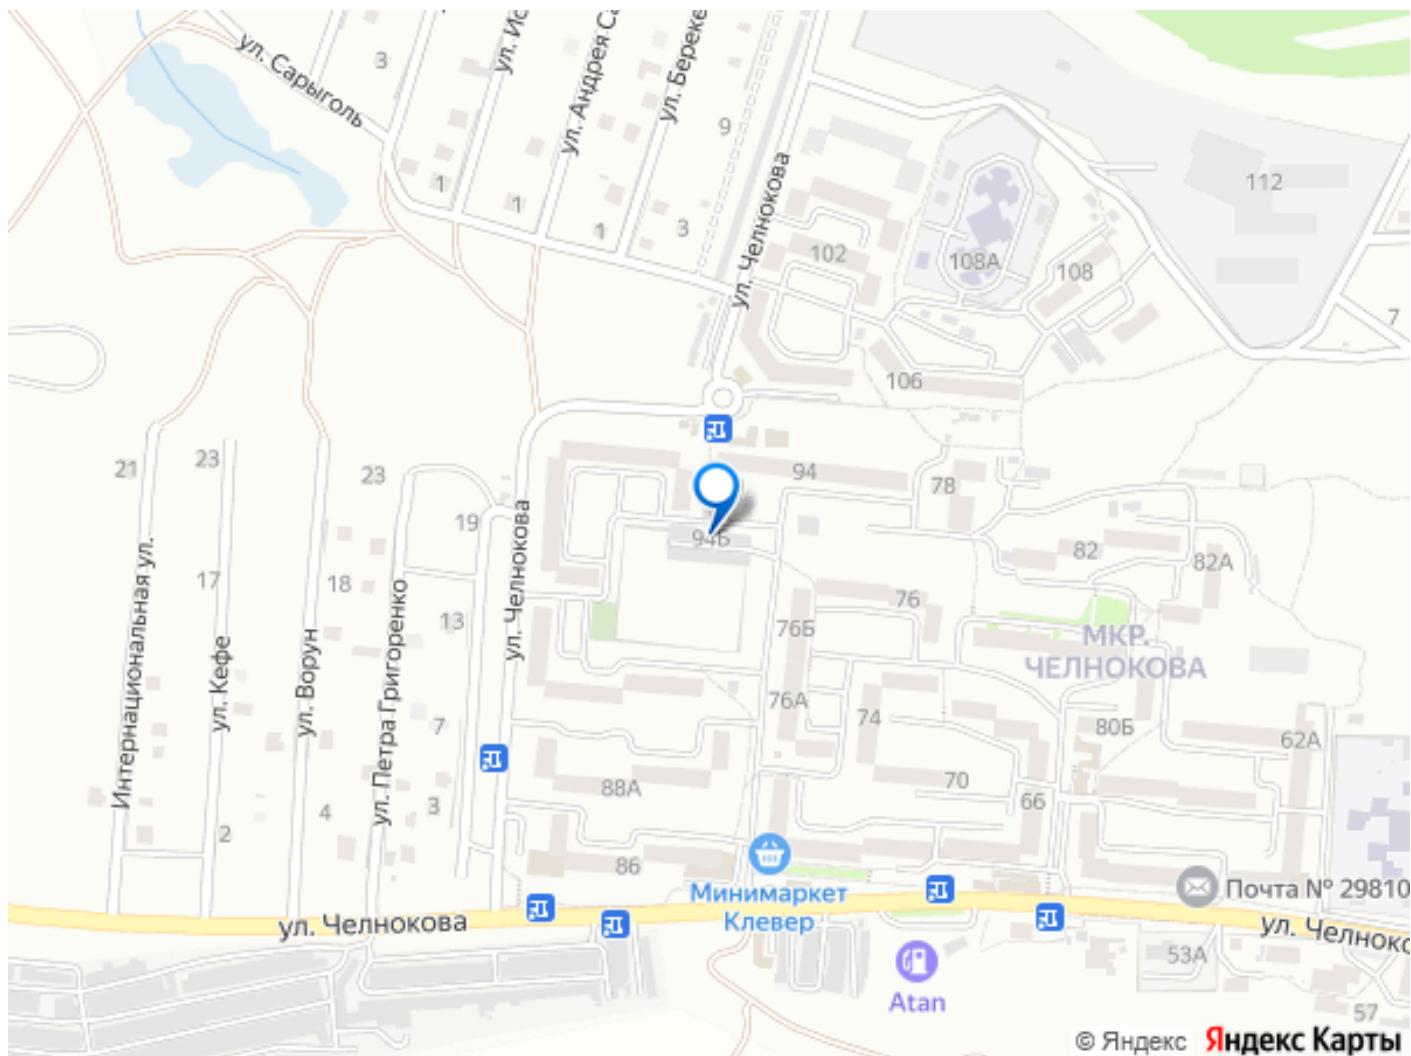 ул. Сарыголь
3
ул. Ис
ул. Андрея Са
ул. Береке
9
ул. Челнокова
1
1
1
3
102
108А
108
112
7
106
21
23
23
19
94
78
94Б
82
82А
17
18
13
76
76Б
МКР.
ЧЕЛНОКОВА
Интернациональная ул.
ул. Кефе
ул. Ворун
ул. Петра Григоренко
ул. Челнокова
7
76А
74
80Б
62А
88А
70
66
2
4
3
86
Минимаркет
Клевер
Почта № 29810
ул. Челнокова
ул. Челноко
53А
Atan
57
© Яндекс Яндекс Карты